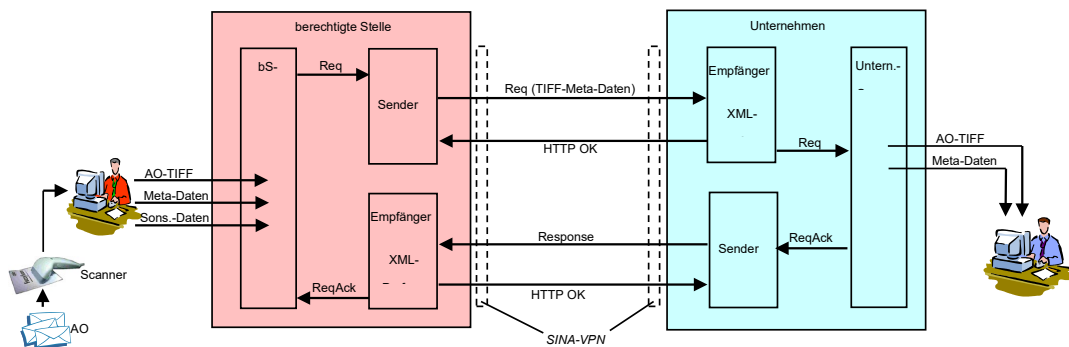 berechtigte Stelle
Unternehmen
bS-
Req
Sender
Req (TIFF-Meta-Daten)
HTTP OK
Empfänger
XML-
Req
Untern.-
AO-TIFF
Meta-Daten
AO-TIFF
Meta-Daten
Sons.-Daten
Empfänger
XML-
ReqAck
Response
HTTP OK
Sender
ReqAck
Scanner
AO
SINA-VPN